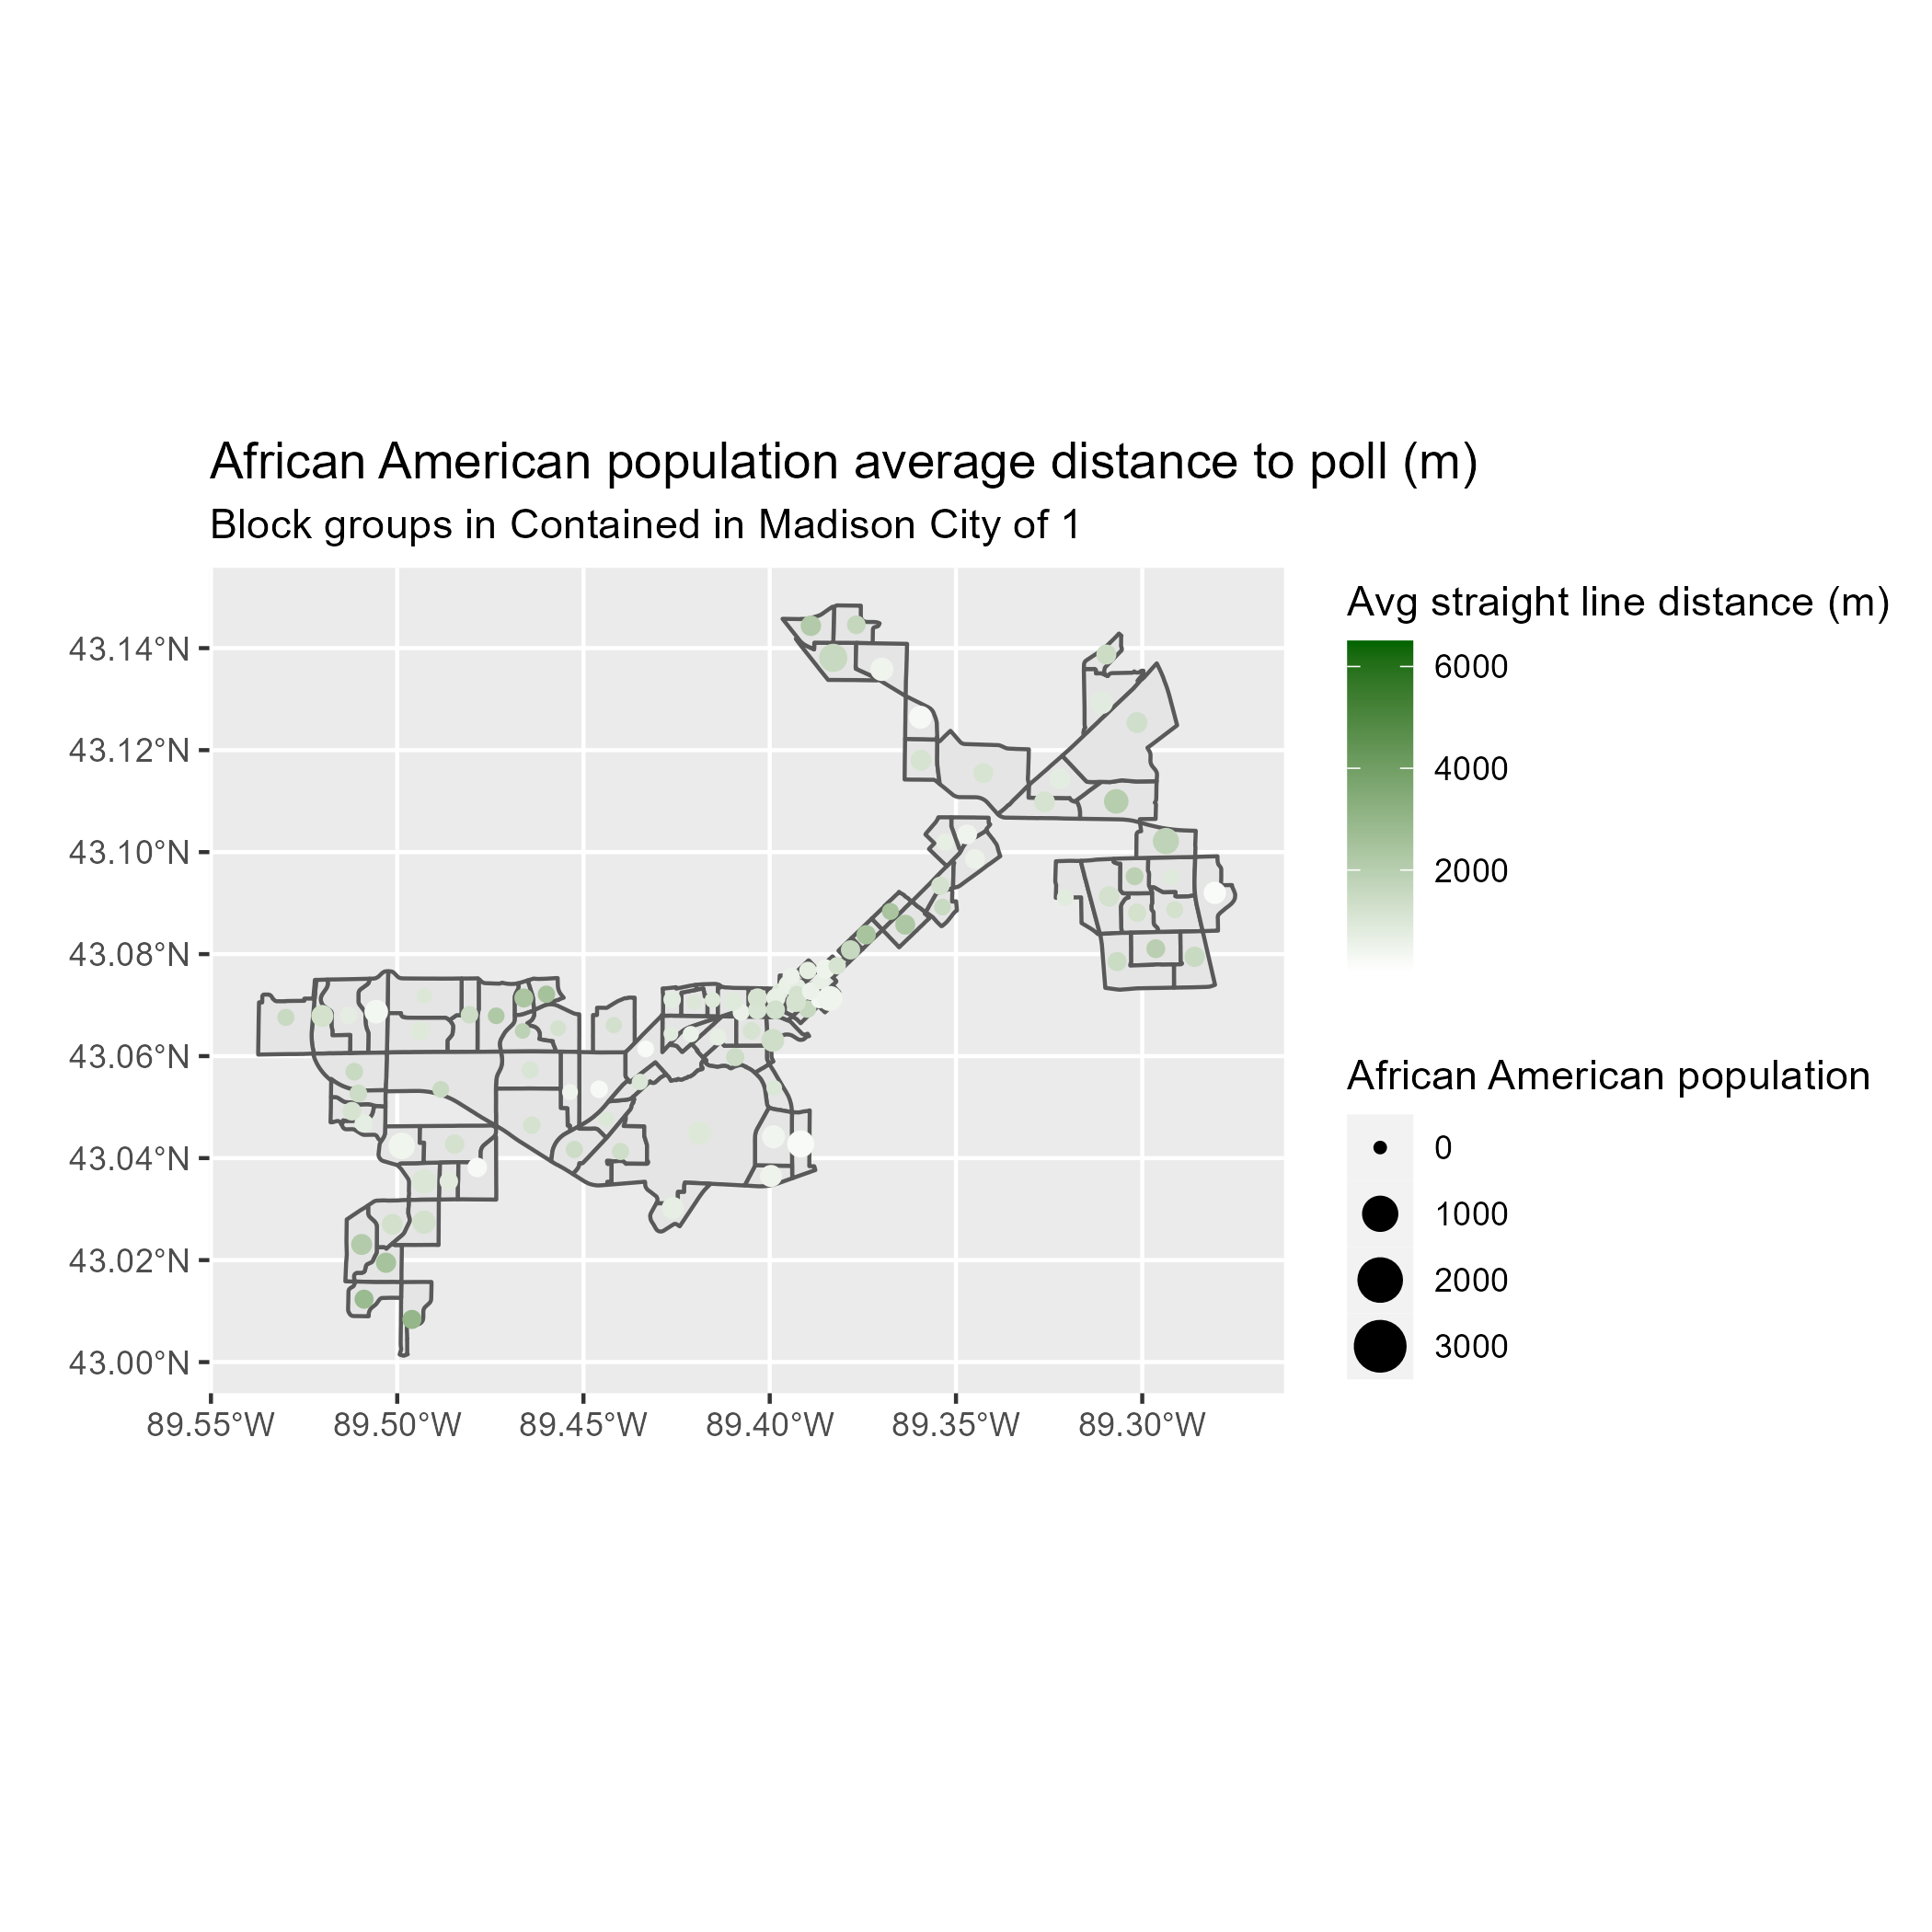 African American population average distance to poll (m)
Block groups in Contained in Madison City of 1
43.14°N
43.12°N
43.10°N
43.08°N
43.06°N
43.04°N
43.02°N
43.00°N
89.55°W
89.50°W
89.45°W
89.40°W
89.35°W
89.30°W
Avg straight line distance (m)
6000
4000
2000
African American population
0
1000
2000
3000